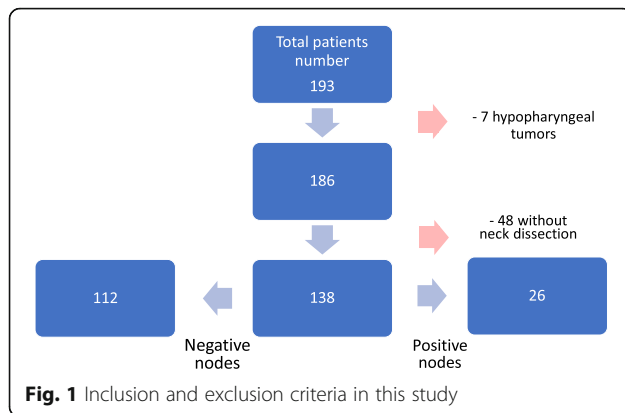 Total patients
number
193
- 7 hypopharyngeal
tumors
186
- 48 without
neck dissection
112
138
26
Negative
nodes
Positive
nodes
Fig. 1 Inclusion and exclusion criteria in this study